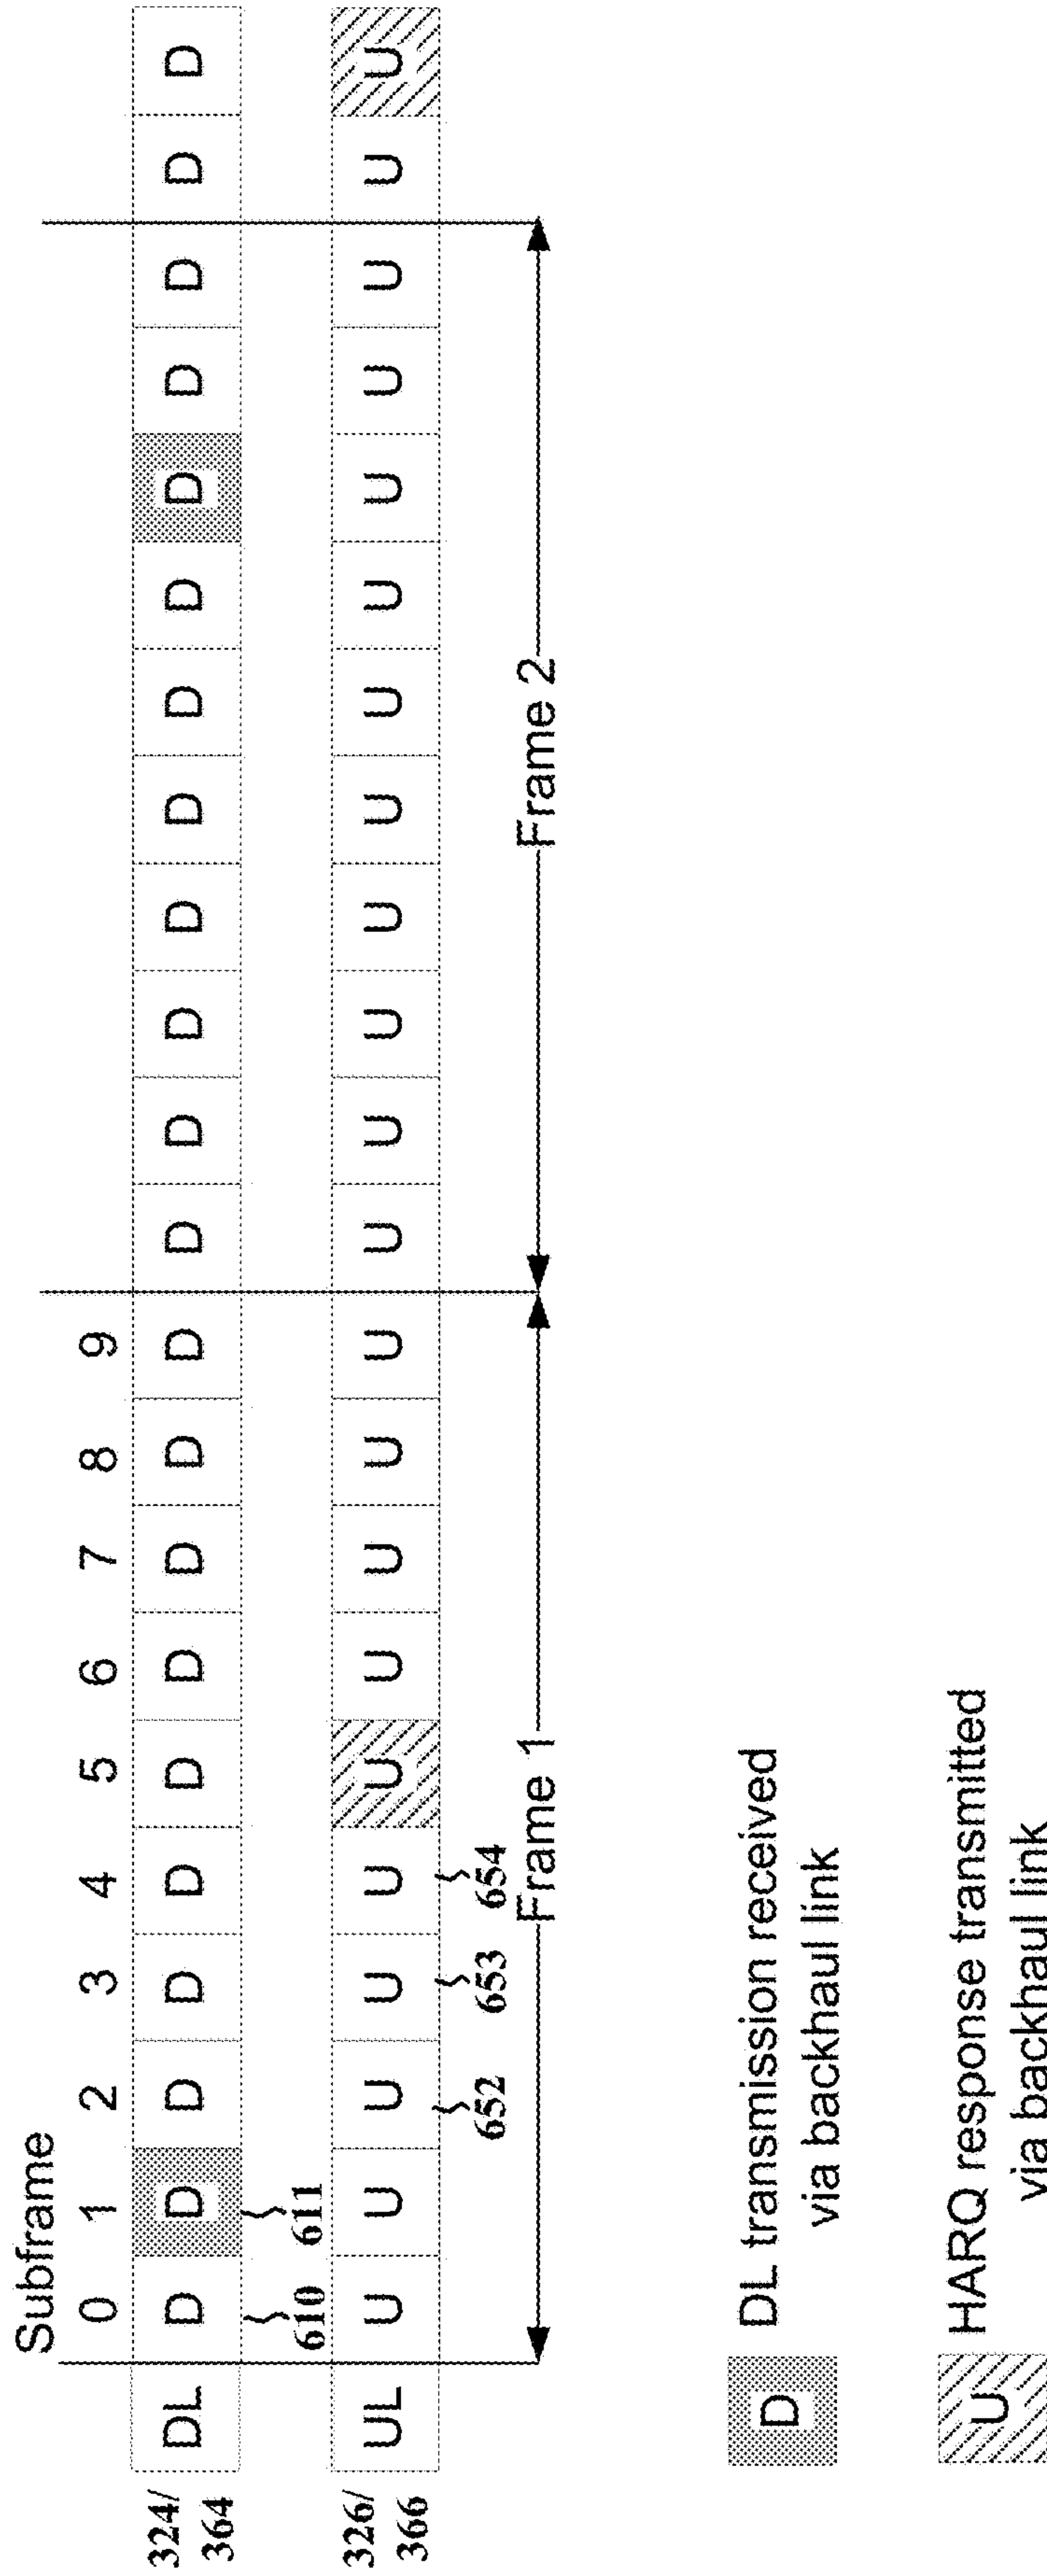 Subframe
0 1 2 3 4 5 6 7 8 9
324/
364
DL D D D D D D D D D D D D D D D D D D D D D D
610 611
326/
366
UL U U U U U U U U U U U U U U U U U U U U U U
652 653 654
Frame 1 Frame 2
D DL transmission received
via backhaul link
U HARQ response transmitted
via backhaul link